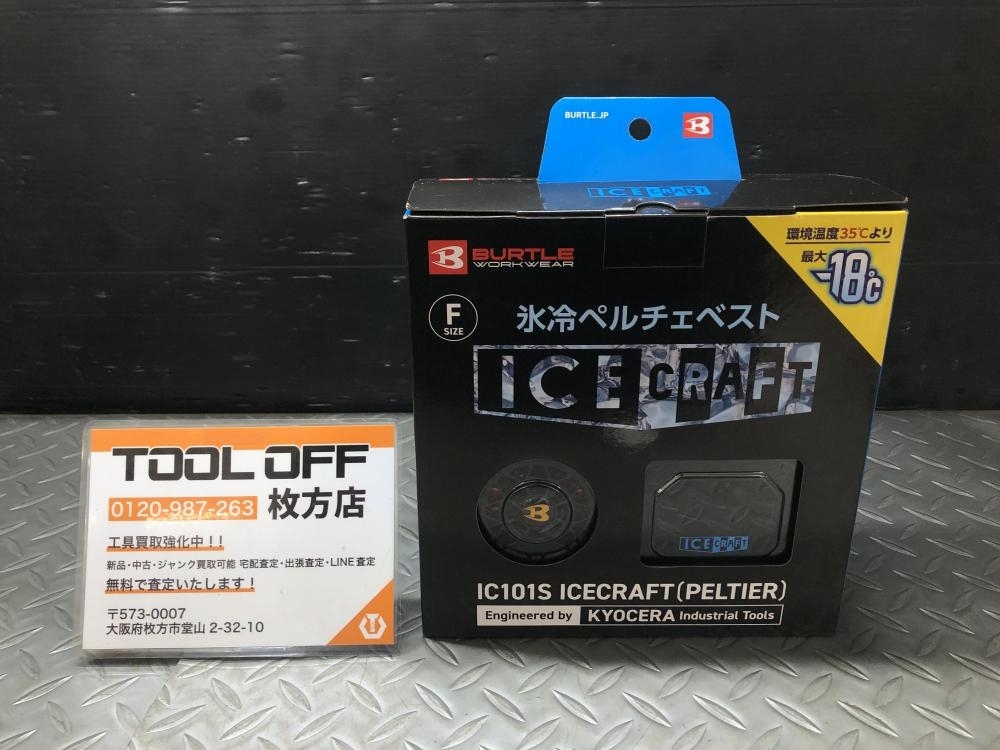 TOOL OFF
0120-987-263 枚方店
工具買取強化中！！
新品・中古・ジャンク買取可能 宅配査定・出張査定・LINE査定
無料で査定いたします！
〒573-0007
大阪府枚方市堂山 2-32-10
BURTLE.JP
B
ICE CRAFT
BURTLE
WORKWEAR
環境温度35℃より
最大
-18℃
F
SIZE
氷冷ペルチェベスト
ICE CRAFT
B
ICE CRAFT
IC101S ICECRAFT(PELTIER)
Engineered by KYOCERA Industrial Tools